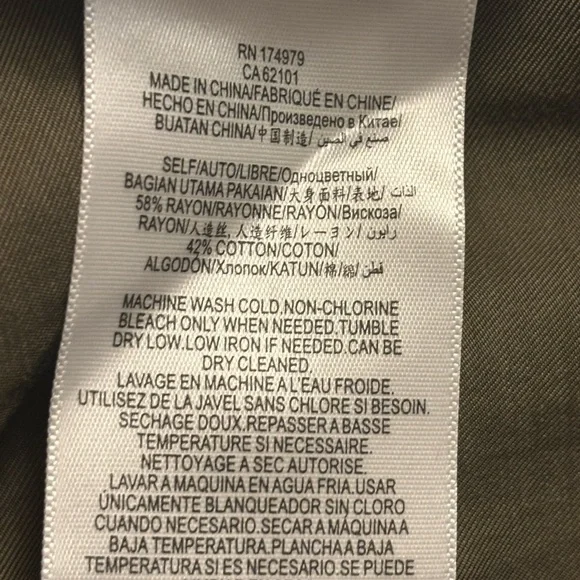 RN 174979
CA 62101
MADE IN CHINA/FABRIQUÉ EN CHINE/
HECHO EN CHINA/Произведено в Китае/
BUATAN CHINA/中国制造/ صنع في الصين
SELF/AUTO/LIBRE/Одноцветный/
BAGIAN UTAMA PAKAIAN/大身面料/表地/ الذات
58% RAYON/RAYONNE/RAYÓN/Вискоза/
RAYON/人造丝,人造纤维/レーヨン/ رايون
42% COTTON/COTON/
ALGODÓN/Хлопок/KATUN/棉/綿/ قطن
MACHINE WASH COLD.NON-CHLORINE
BLEACH ONLY WHEN NEEDED.TUMBLE
DRY LOW.LOW IRON IF NEEDED.CAN BE
DRY CLEANED.
LAVAGE EN MACHINE A L'EAU FROIDE.
UTILISEZ DE LA JAVEL SANS CHLORE SI BESOIN.
SECHAGE DOUX.REPASSER A BASSE
TEMPERATURE SI NECESSAIRE.
NETTOYAGE A SEC AUTORISE.
LAVAR A MAQUINA EN AGUA FRIA.USAR
ÚNICAMENTE BLANQUEADOR SIN CLORO
CUANDO NECESARIO.SECAR A MÁQUINA A
BAJA TEMPERATURA.PLANCHA A BAJA
TEMPERATURA SI ES NECESARIO.SE PUEDE